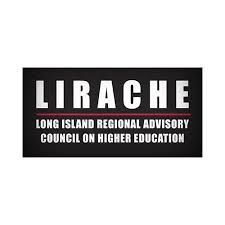 LIRACHE
LONG ISLAND REGIONAL ADVISORY
COUNCIL ON HIGHER EDUCATION